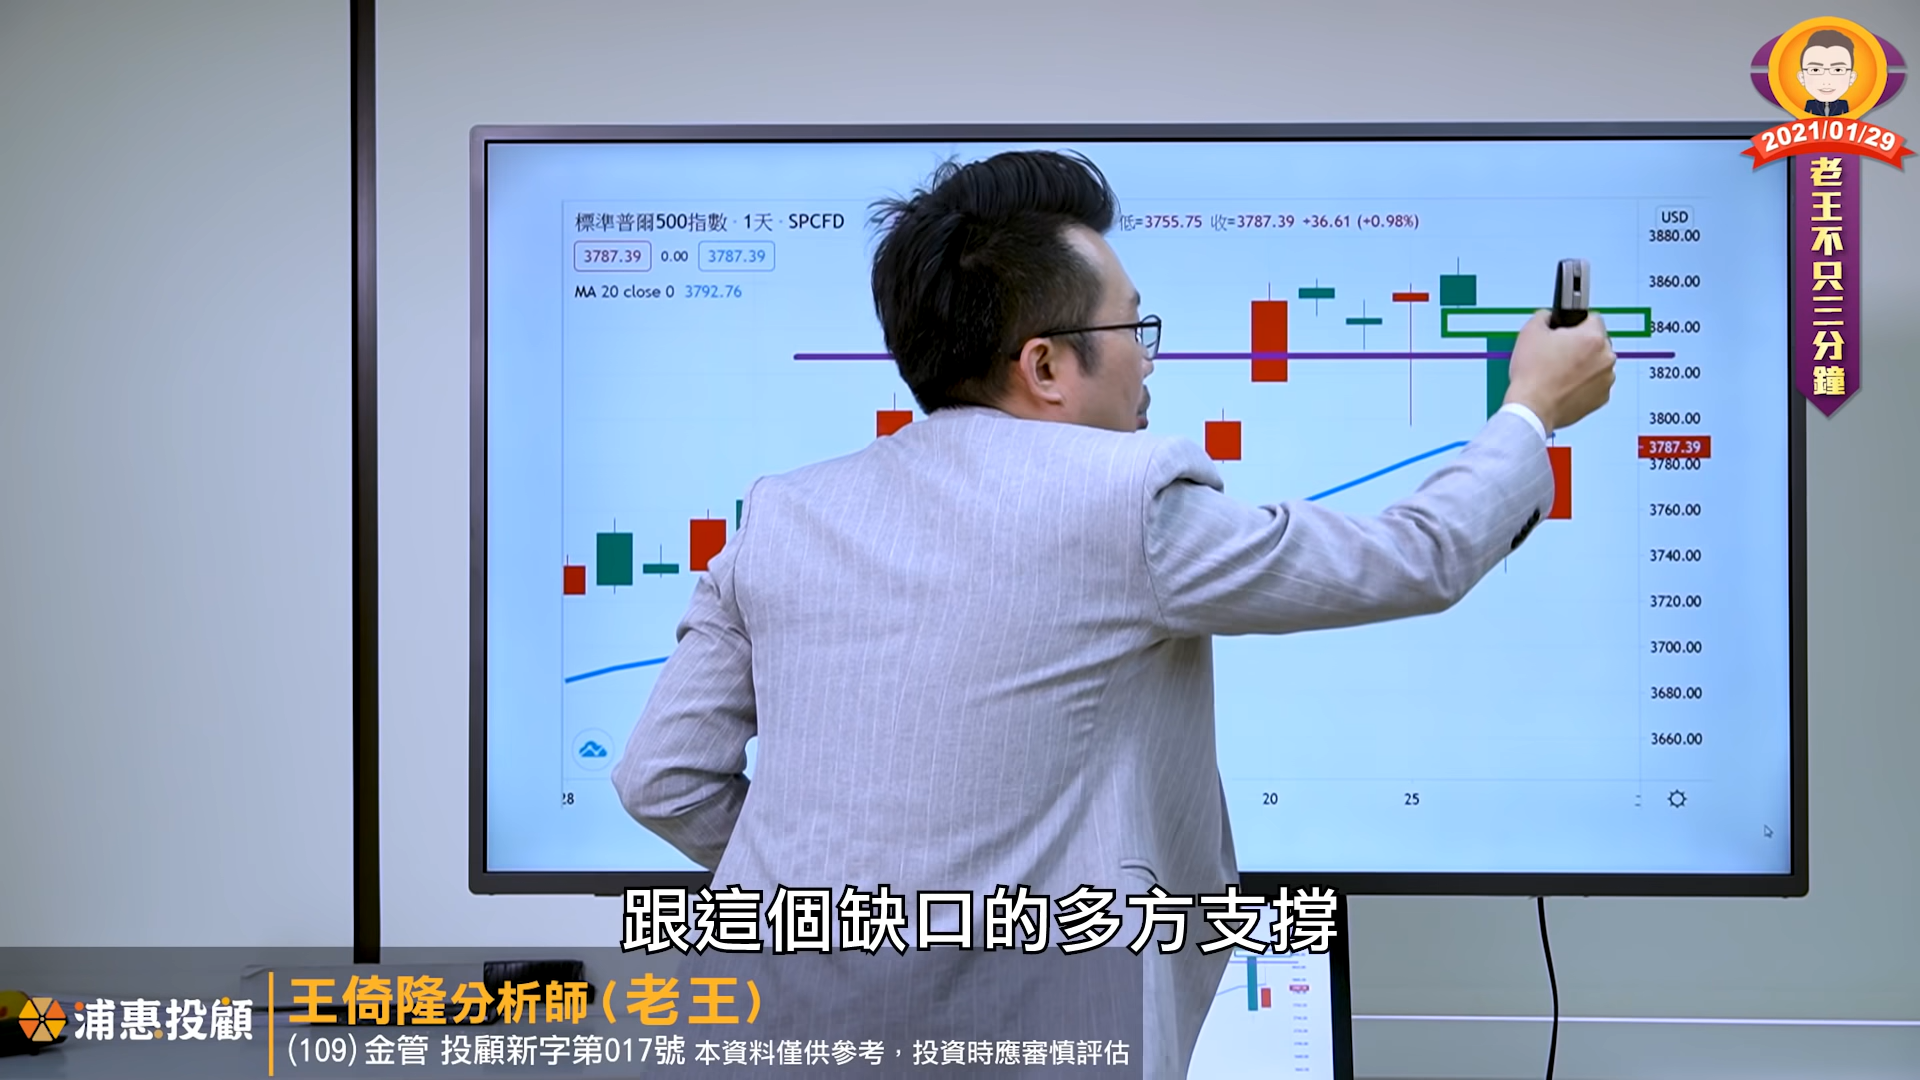 2021/01/29
老王不只三分鐘
標準普爾500指數 · 1天 · SPCFD
低=3755.75 收=3787.39 +36.61 (+0.98%)
3787.39 0.00 3787.39
MA 20 close 0 3792.76
USD
3880.00
3860.00
3840.00
3820.00
3800.00
3787.39
3780.00
3760.00
3740.00
3720.00
3700.00
3680.00
3660.00
28 20 25
跟這個缺口的多方支撐
浦惠投顧
王倚隆分析師(老王)
(109) 金管 投顧新字第017號 本資料僅供參考，投資時應審慎評估